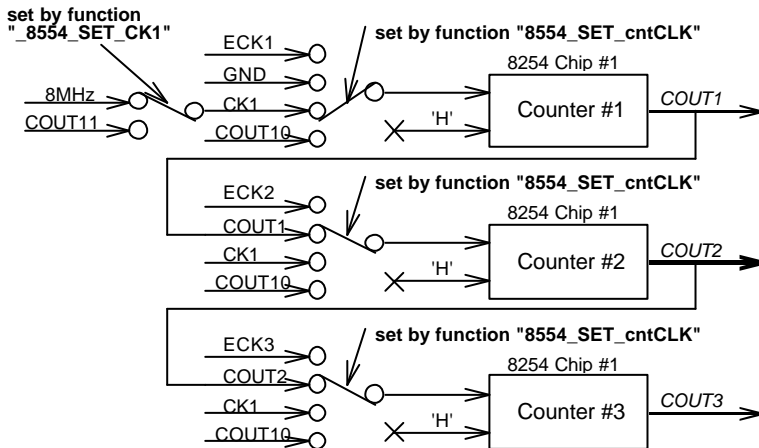 set by function
"_8554_SET_CK1"
ECK1
set by function "8554_SET_cntCLK"
GND
8254 Chip #1
8MHz
CK1
Counter #1
COUT1
COUT11
COUT10
'H'
set by function "8554_SET_cntCLK"
ECK2
8254 Chip #1
COUT1
Counter #2
COUT2
CK1
'H'
COUT10
set by function "8554_SET_cntCLK"
ECK3
8254 Chip #1
COUT2
Counter #3
COUT3
CK1
'H'
COUT10